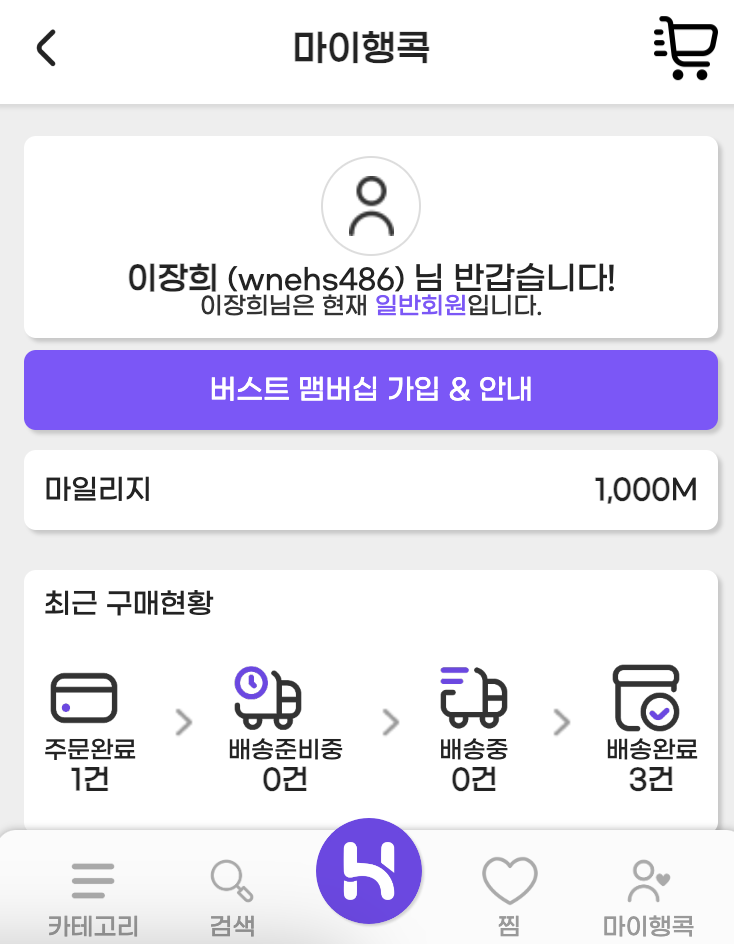 마이행콕
이장희 (wnehs486) 님 반갑습니다!
이장희님은 현재 일반회원입니다.
버스트 맴버십 가입 & 안내
마일리지 1,000M
최근 구매현황
주문완료 배송준비중 배송중 배송완료
1건 0건 0건 3건
카테고리 검색 찜 마이행콕